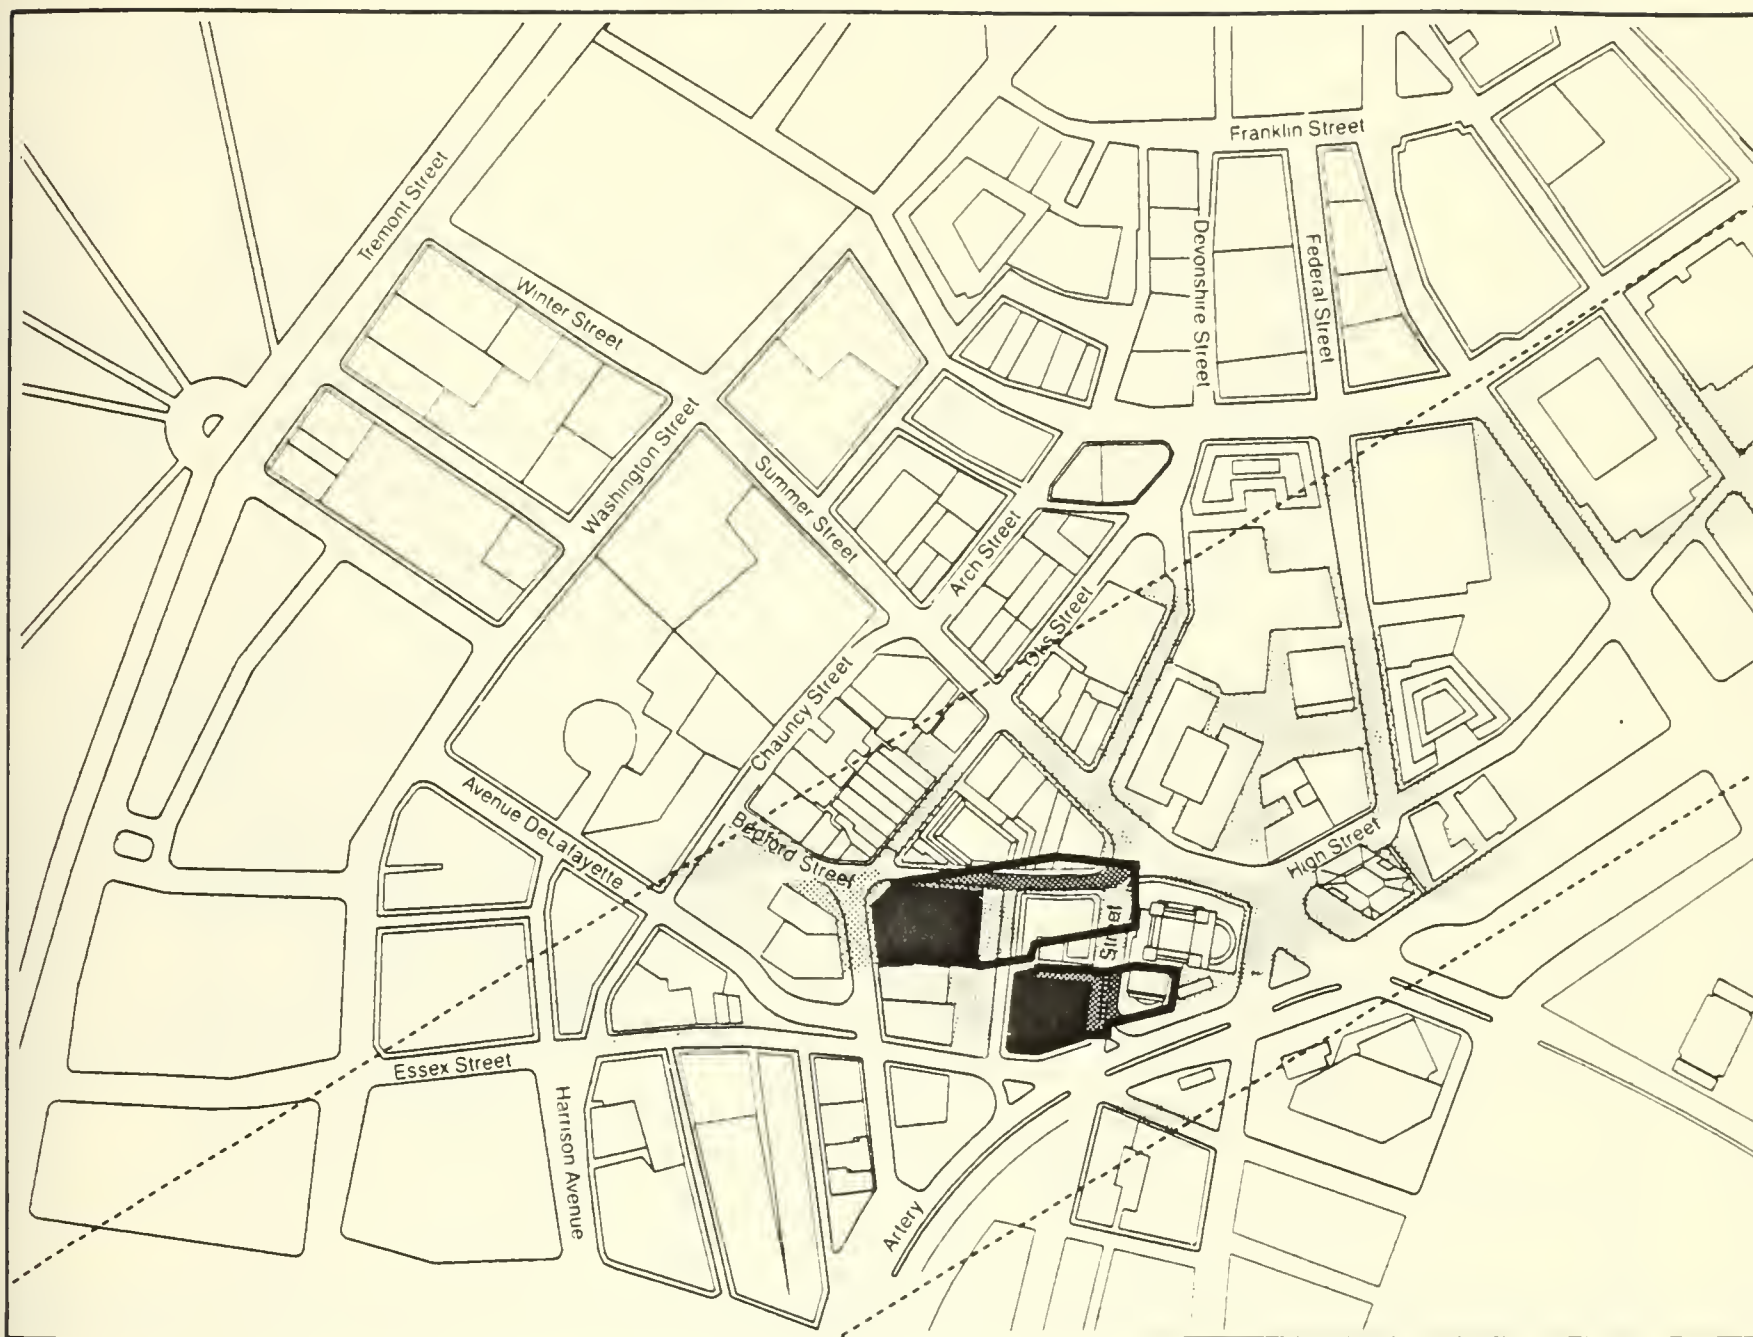 Franklin Street
Tremont Street
Devonshire Street
Federal Street
Winter Street
Washington Street
Summer Street
Arch Street
Otis Street
Chauncy Street
Avenue DeLafayette
Bedford Street
High Street
Street
Essex Street
Harrison Avenue
Artery